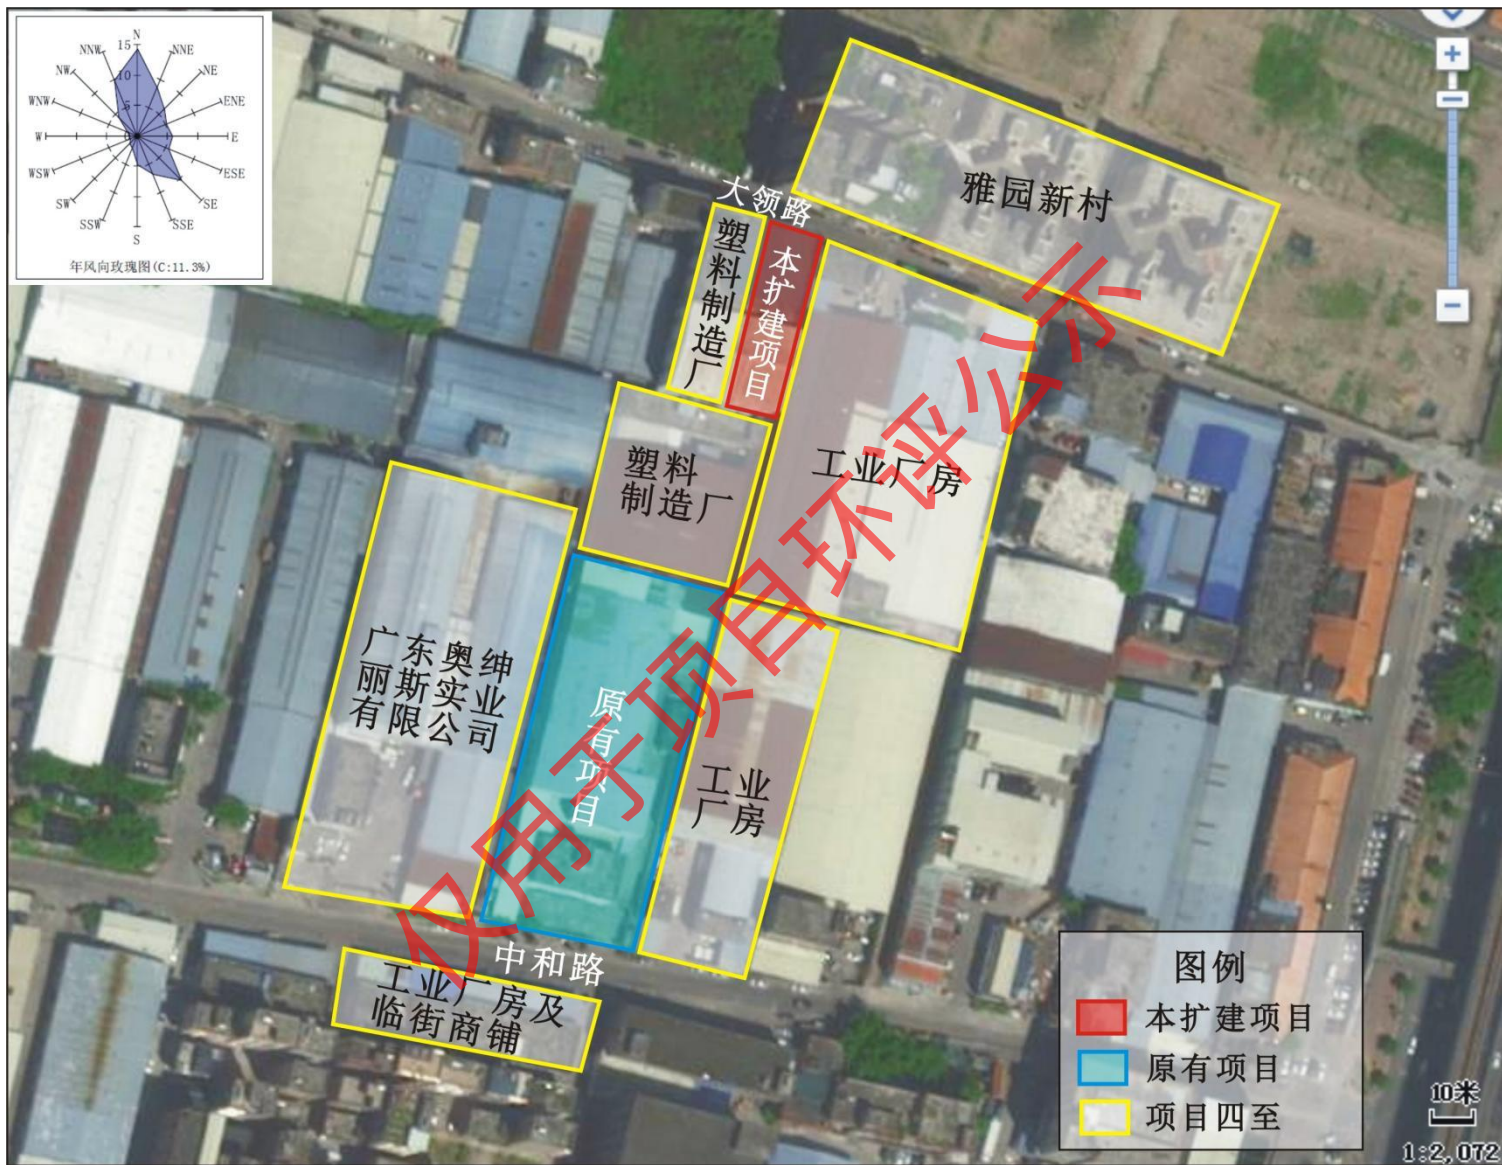 N
NNE
NE
ENE
E
ESE
SE
SSE
S
SSW
SW
WSW
W
WNW
NW
NNW
15
10
5
0
年风向玫瑰图(C:11.3%)
雅园新村
大领路
塑料制造厂
本扩建项目
工业厂房
塑料
制造厂
广东奥绅
丽斯实业
有限公司
原有项目
工业
厂房
中和路
工业厂房及
临街商铺
仅用于项目环评公示
图例
本扩建项目
原有项目
项目四至
10米
1:2,072